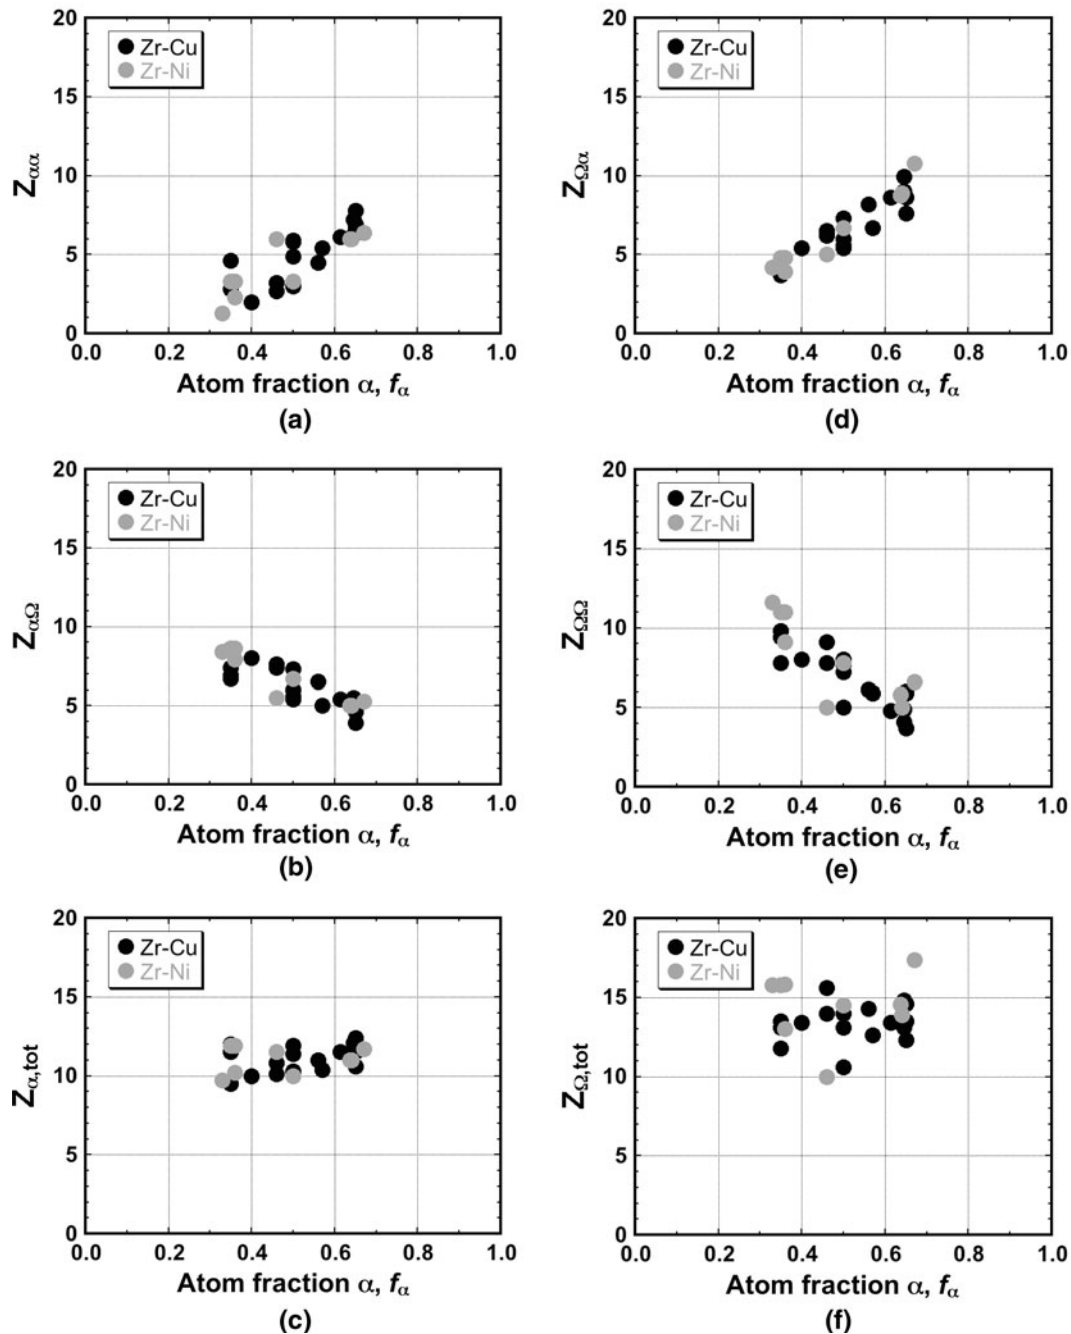 20
15
10
5
0
Zαα
Zr-Cu
Zr-Ni
0.0 0.2 0.4 0.6 0.8 1.0
Atom fraction α, fα
(a)
20
15
10
5
0
ZΩα
Zr-Cu
Zr-Ni
0.0 0.2 0.4 0.6 0.8 1.0
Atom fraction α, fα
(d)
20
15
10
5
0
ZαΩ
Zr-Cu
Zr-Ni
0.0 0.2 0.4 0.6 0.8 1.0
Atom fraction α, fα
(b)
20
15
10
5
0
ZΩΩ
Zr-Cu
Zr-Ni
0.0 0.2 0.4 0.6 0.8 1.0
Atom fraction α, fα
(e)
20
15
10
5
0
Zα,tot
Zr-Cu
Zr-Ni
0.0 0.2 0.4 0.6 0.8 1.0
Atom fraction α, fα
(c)
20
15
10
5
0
ZΩ,tot
Zr-Cu
Zr-Ni
0.0 0.2 0.4 0.6 0.8 1.0
Atom fraction α, fα
(f)